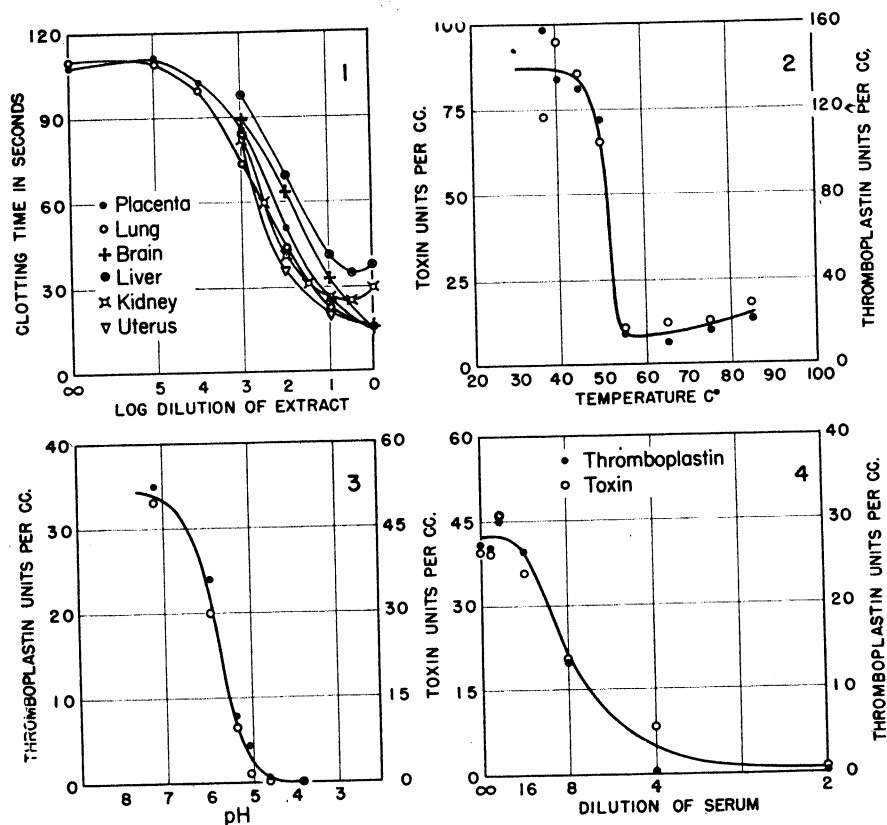 1
CLOTTING TIME IN SECONDS
120
90
60
30
0
Placenta
Lung
Brain
Liver
Kidney
Uterus
∞ 5 4 3 2 1 0
LOG DILUTION OF EXTRACT
2
TOXIN UNITS PER CC.
100
75
50
25
0
160
120
80
40
0
THROMBOPLASTIN UNITS PER CC,
20 30 40 50 60 70 80 90 100
TEMPERATURE C°
3
THROMBOPLASTIN UNITS PER CC.
40
30
20
10
0
60
45
30
15
0
TOXIN UNITS PER CC.
8 7 6 5 4 3 2
pH
4
Thromboplastin
Toxin
60
45
30
15
0
40
30
20
10
0
THROMBOPLASTIN UNITS PER CC.
∞ 16 8 4 2
DILUTION OF SERUM